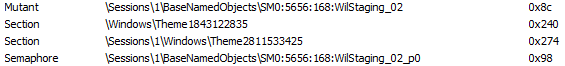 Mutant \Sessions\1\BaseNamedObjects\SM0:5656:168:WilStaging_02 0x8c
Section \Windows\Theme1843122835 0x240
Section \Sessions\1\Windows\Theme2811533425 0x274
Semaphore \Sessions\1\BaseNamedObjects\SM0:5656:168:WilStaging_02_p0 0x98